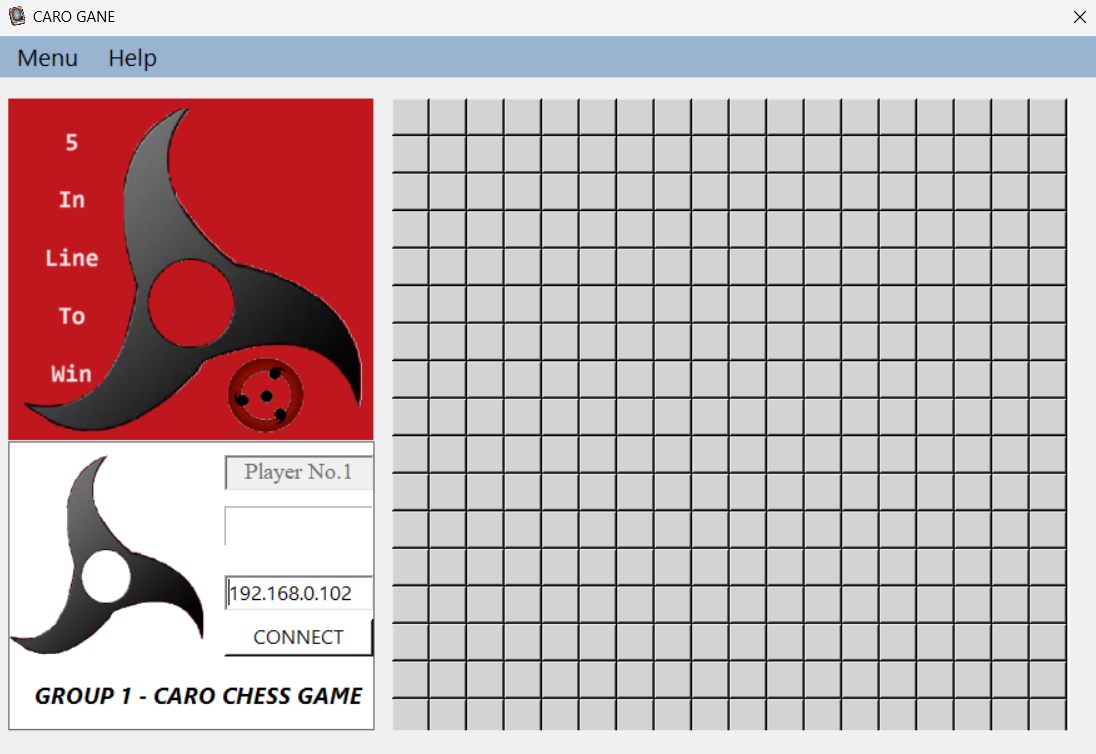 CARO GANE
Menu Help
5
In
Line
To
Win
Player No.1
192.168.0.102
CONNECT
GROUP 1 - CARO CHESS GAME